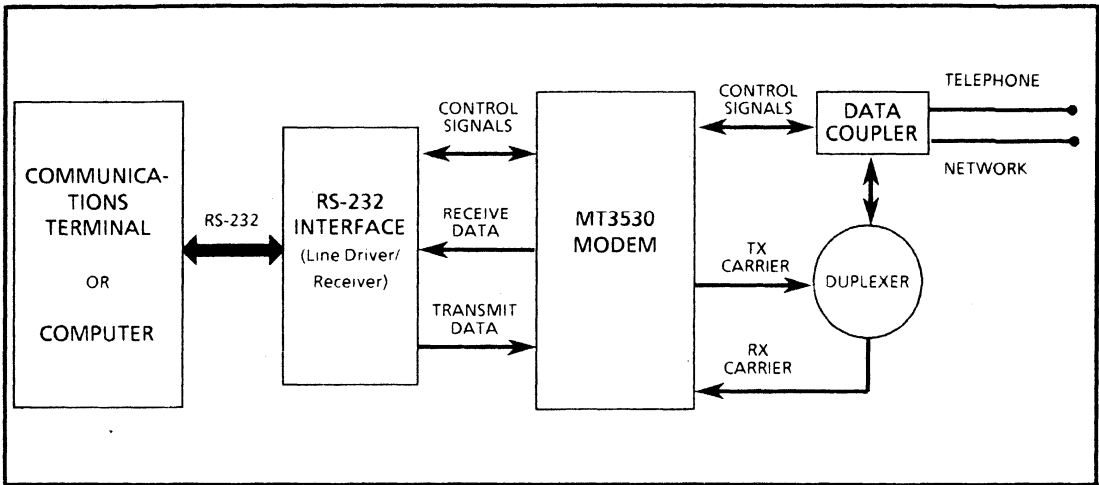 COMMUNICA-
TIONS
TERMINAL
OR
COMPUTER
RS-232
RS-232
INTERFACE
(Line Driver/
Receiver)
CONTROL
SIGNALS
RECEIVE
DATA
TRANSMIT
DATA
MT3530
MODEM
CONTROL
SIGNALS
TX
CARRIER
RX
CARRIER
DATA
COUPLER
DUPLEXER
TELEPHONE
NETWORK